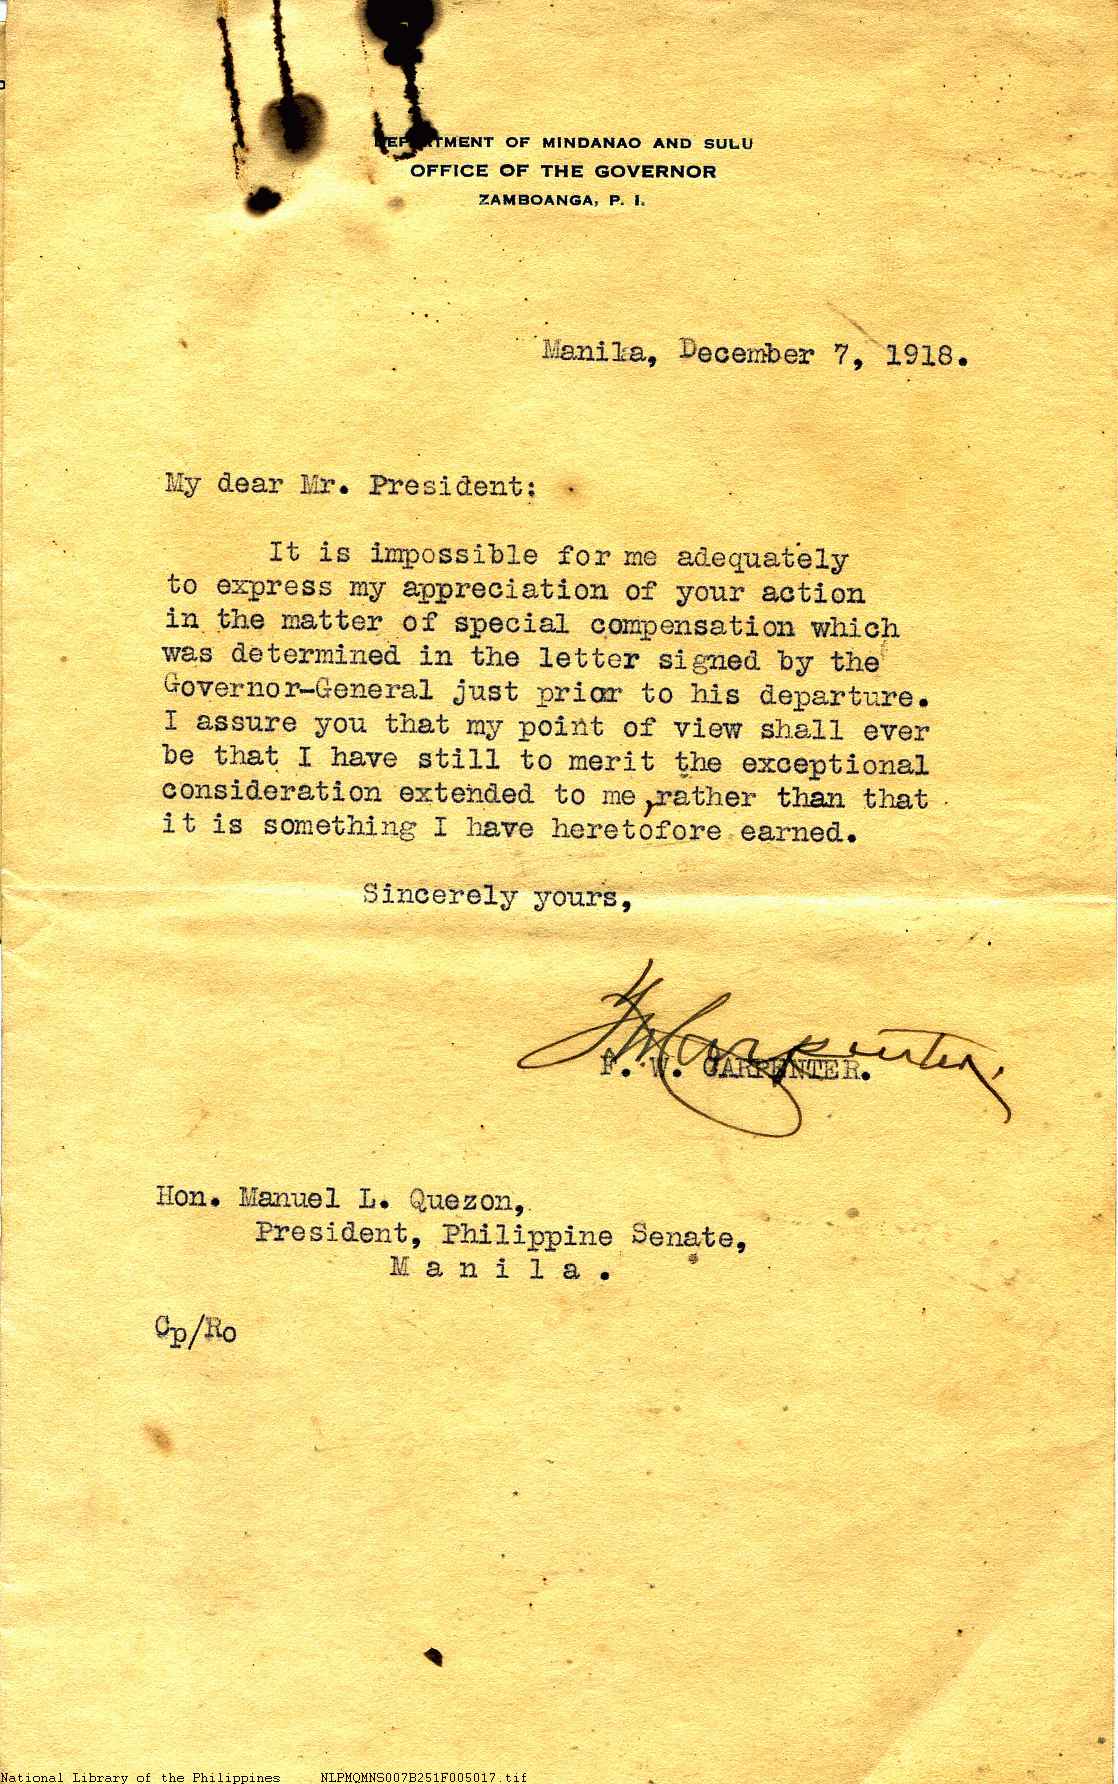 DEPARTMENT OF MINDANAO AND SULU
OFFICE OF THE GOVERNOR
ZAMBOANGA, P. I.
Manila, December 7, 1918.
My dear Mr. President:
It is impossible for me adequately
to express my appreciation of your action
in the matter of special compensation which
was determined in the letter signed by the
Governor-General just prior to his departure.
I assure you that my point of view shall ever
be that I have still to merit the exceptional
consideration extended to me, rather than that
it is something I have heretofore earned.
Sincerely yours,
FW Carpenter.
F. W. CARPENTER.
Hon. Manuel L. Quezon,
President, Philippine Senate,
M a n i l a .
Cp/Ro
National Library of the Philippines NLPMQMNS007B251F005017.tif